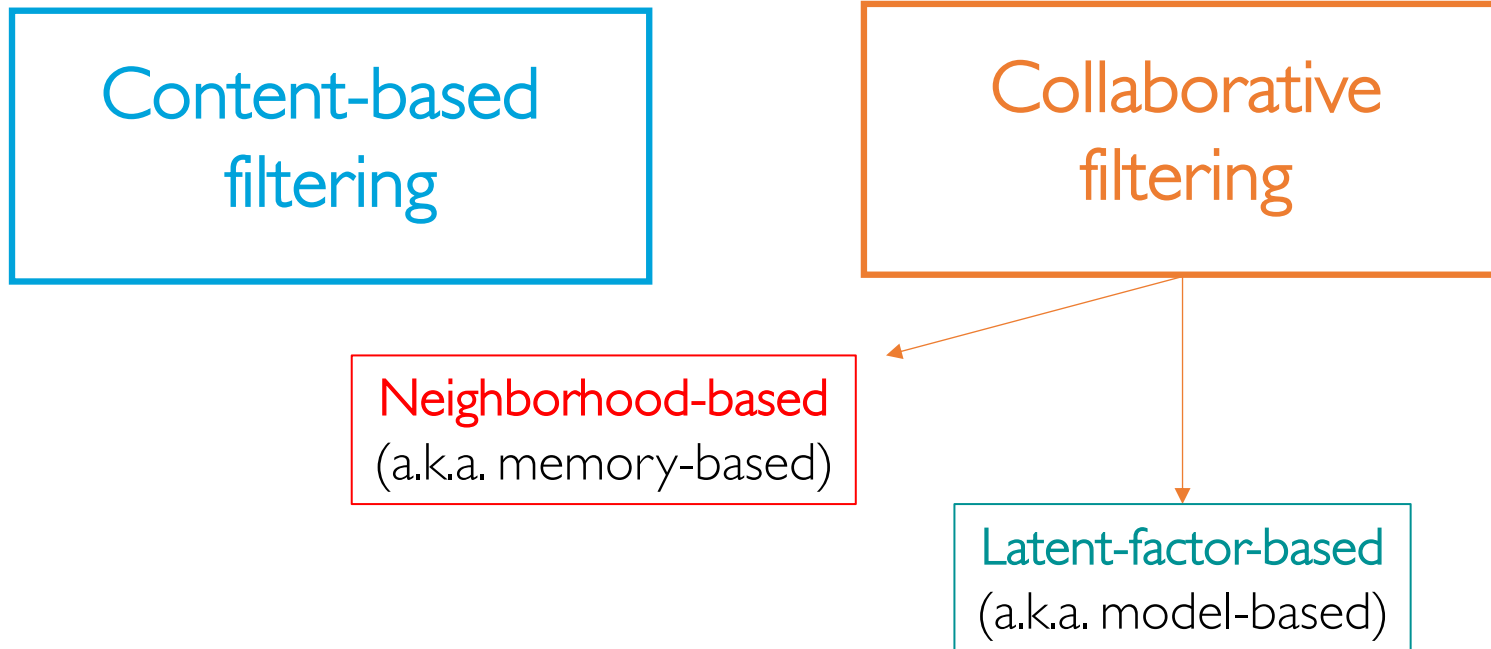 Content-based
filtering
Collaborative
filtering
Neighborhood-based
(a.k.a. memory-based)
Latent-factor-based
(a.k.a. model-based)